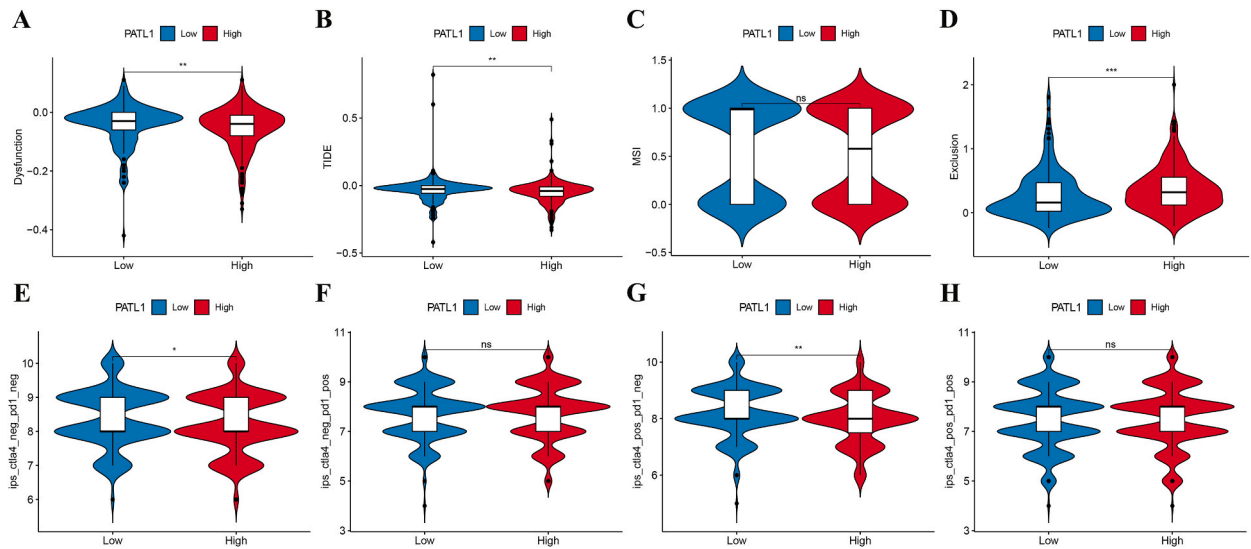 A
B
C
D
PATL1 Low High
PATL1 Low High
PATL1 Low High
PATL1 Low High
**
**
ns
***
Dysfunction
0.0
−0.2
−0.4
TIDE
0.5
0.0
−0.5
MSI
1.5
1.0
0.5
0.0
−0.5
Exclusion
2
1
0
Low High
Low High
Low High
Low High
E
F
G
H
PATL1 Low High
PATL1 Low High
PATL1 Low High
PATL1 Low High
*
ns
**
ns
ips_ctla4_neg_pd1_neg
10
9
8
7
6
ips_ctla4_neg_pd1_pos
11
9
7
5
3
ips_ctla4_pos_pd1_neg
10
8
6
ips_ctla4_pos_pd1_pos
11
9
7
5
3
Low High
Low High
Low High
Low High